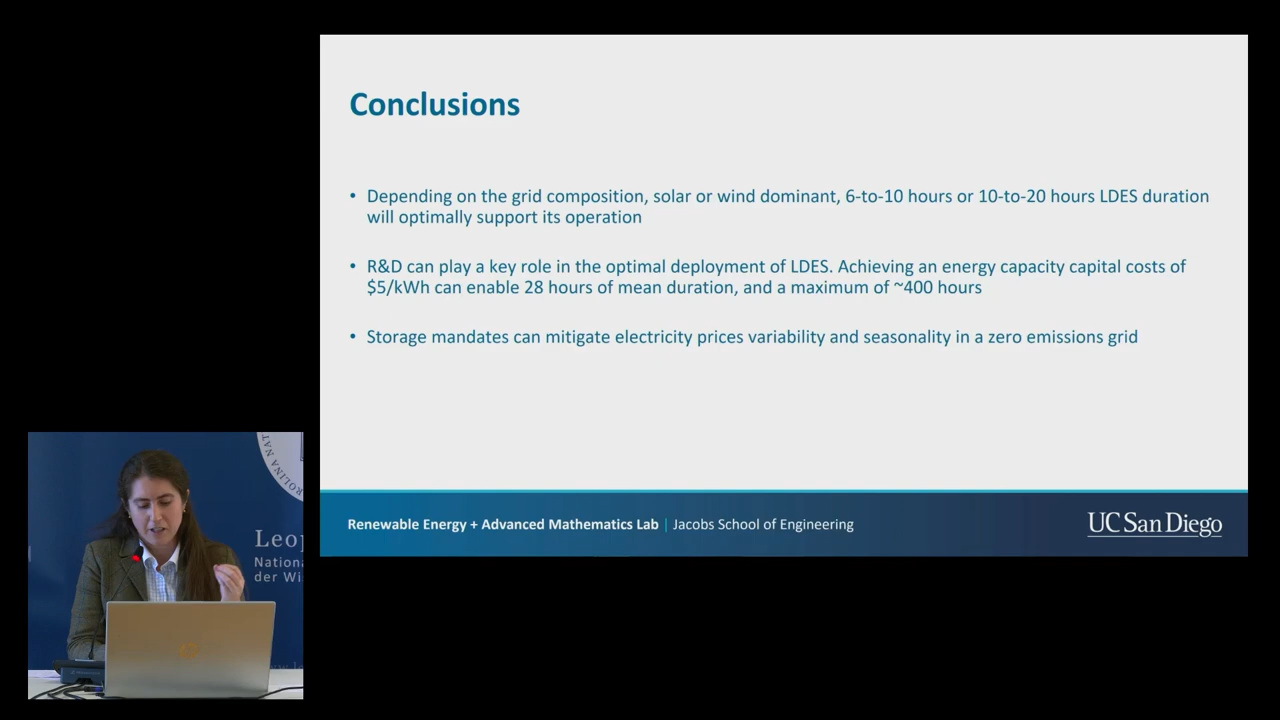 Conclusions
• Depending on the grid composition, solar or wind dominant, 6-to-10 hours or 10-to-20 hours LDES duration
will optimally support its operation
• R&D can play a key role in the optimal deployment of LDES. Achieving an energy capacity capital costs of
$5/kWh can enable 28 hours of mean duration, and a maximum of ~400 hours
• Storage mandates can mitigate electricity prices variability and seasonality in a zero emissions grid
Renewable Energy + Advanced Mathematics Lab | Jacobs School of Engineering
UC San Diego